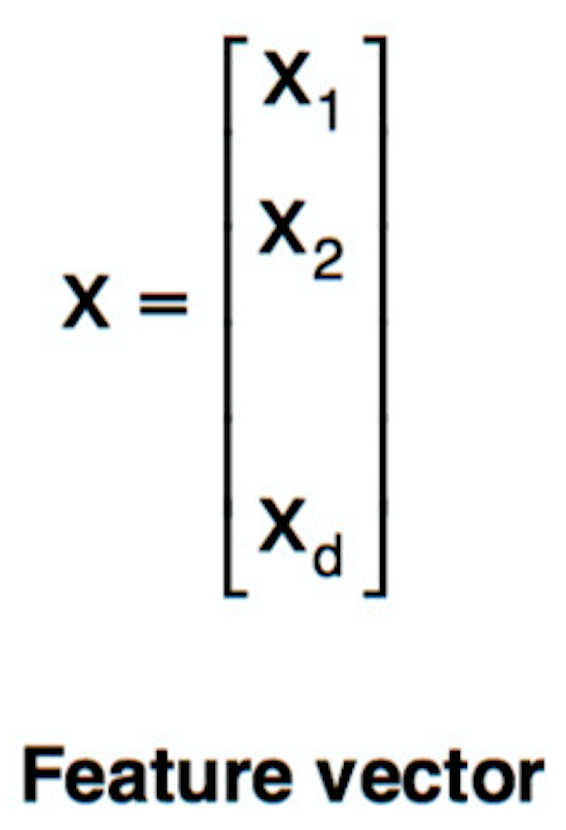 x₁
x₂
x =
x_d
Feature vector